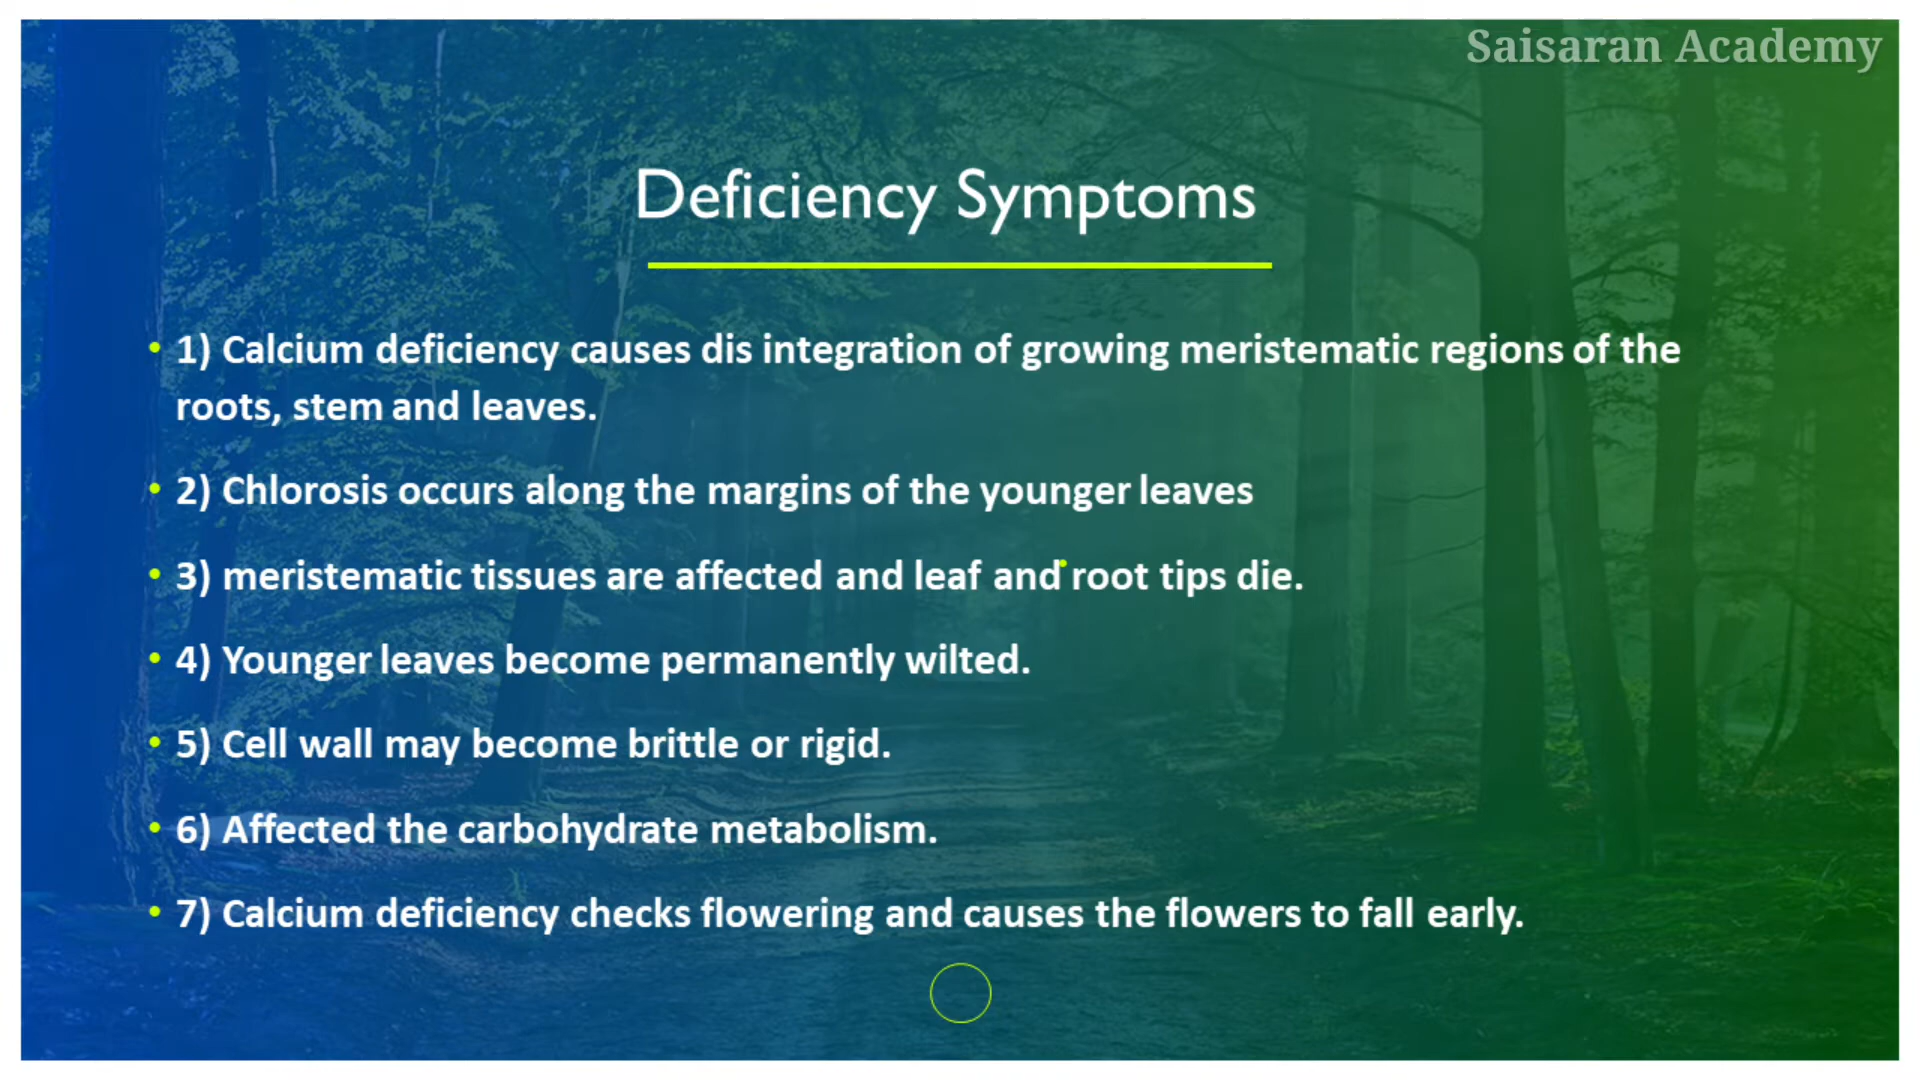 Saisaran Academy
Deficiency Symptoms
• 1) Calcium deficiency causes dis integration of growing meristematic regions of the
roots, stem and leaves.
• 2) Chlorosis occurs along the margins of the younger leaves
• 3) meristematic tissues are affected and leaf and root tips die.
• 4) Younger leaves become permanently wilted.
• 5) Cell wall may become brittle or rigid.
• 6) Affected the carbohydrate metabolism.
• 7) Calcium deficiency checks flowering and causes the flowers to fall early.